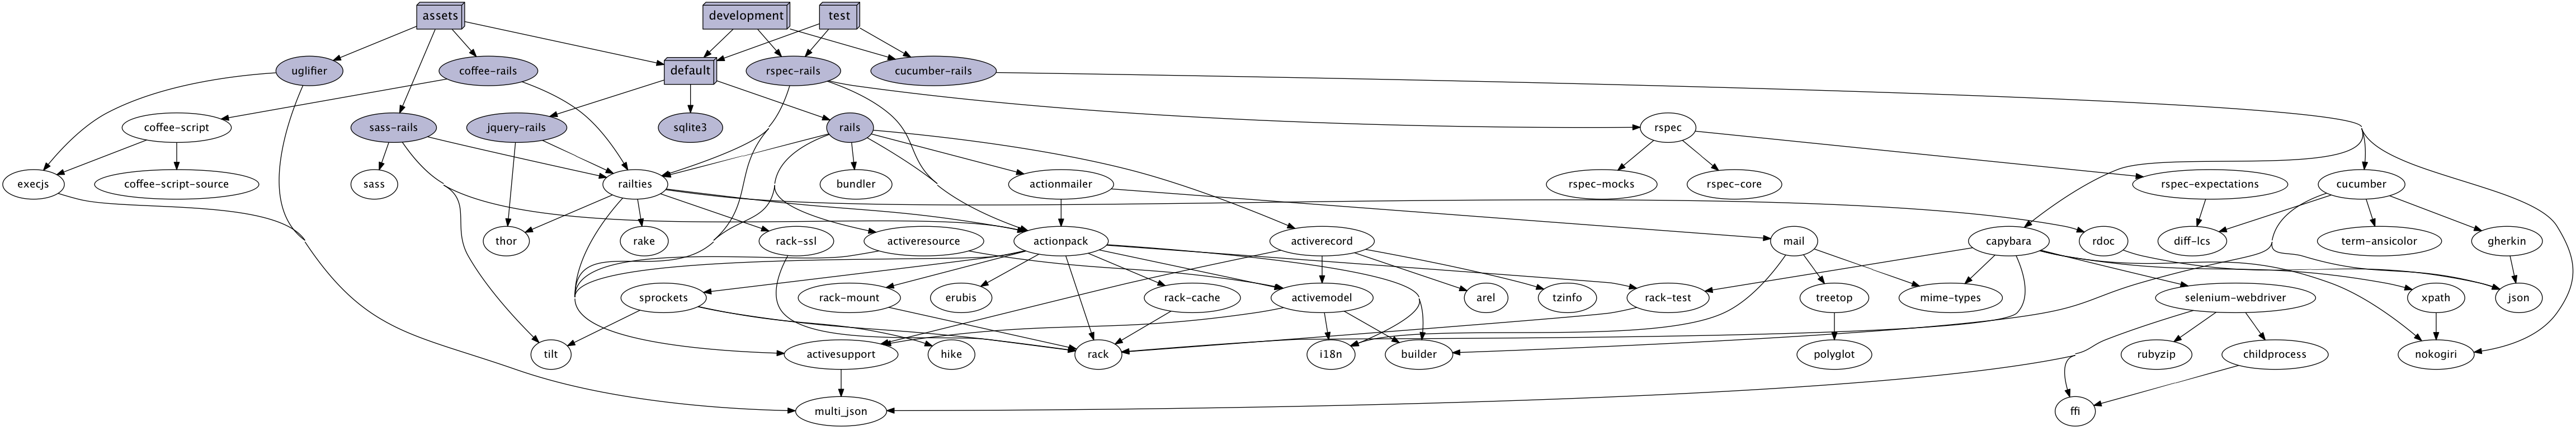 assets
development
test
uglifier
coffee-rails
default
rspec-rails
cucumber-rails
coffee-script
sass-rails
jquery-rails
sqlite3
rails
rspec
execjs
coffee-script-source
sass
railties
bundler
actionmailer
rspec-mocks
rspec-core
rspec-expectations
cucumber
thor
rake
rack-ssl
activeresource
actionpack
activerecord
mail
capybara
rdoc
diff-lcs
term-ansicolor
gherkin
sprockets
rack-mount
erubis
rack-cache
activemodel
arel
tzinfo
rack-test
treetop
mime-types
selenium-webdriver
xpath
json
tilt
activesupport
hike
rack
i18n
builder
polyglot
rubyzip
childprocess
nokogiri
multi_json
ffi